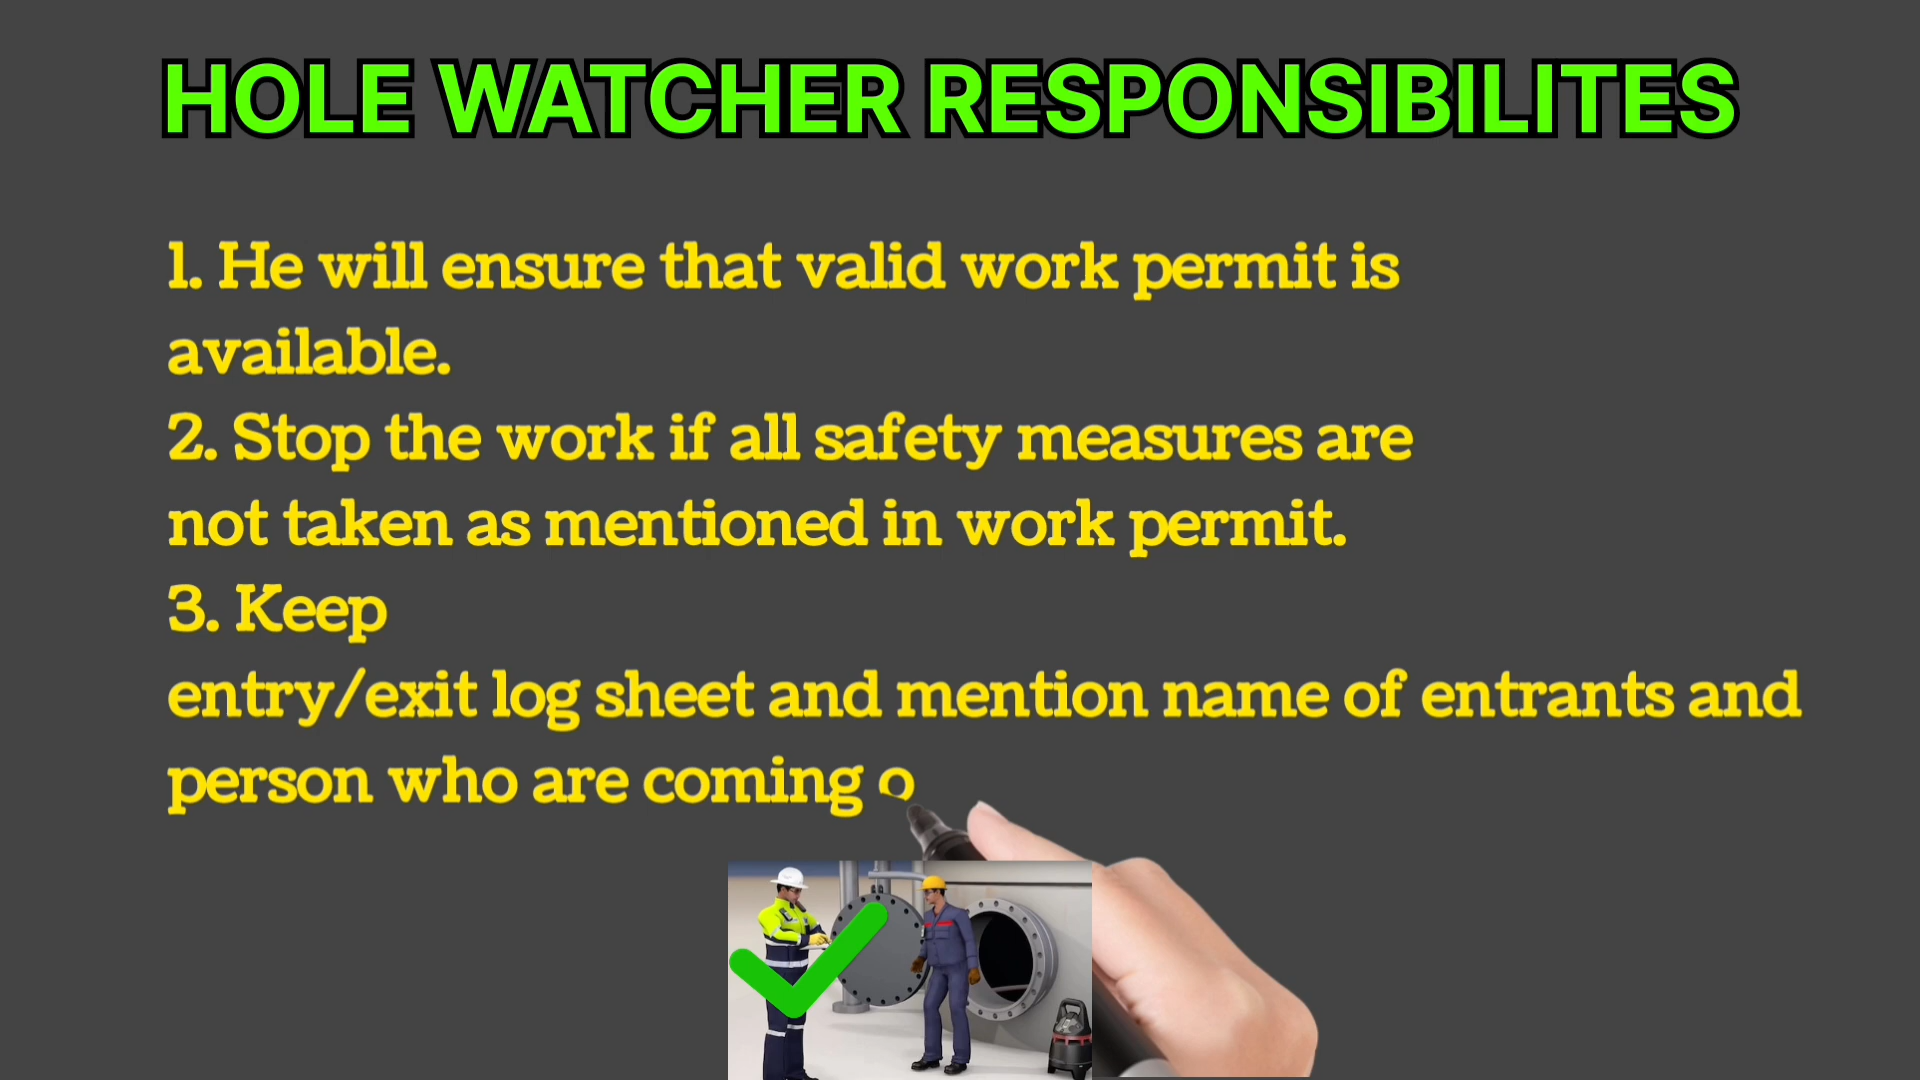 HOLE WATCHER RESPONSIBILITES
1. He will ensure that valid work permit is
available.
2. Stop the work if all safety measures are
not taken as mentioned in work permit.
3. Keep
entry/exit log sheet and mention name of entrants and
person who are coming o